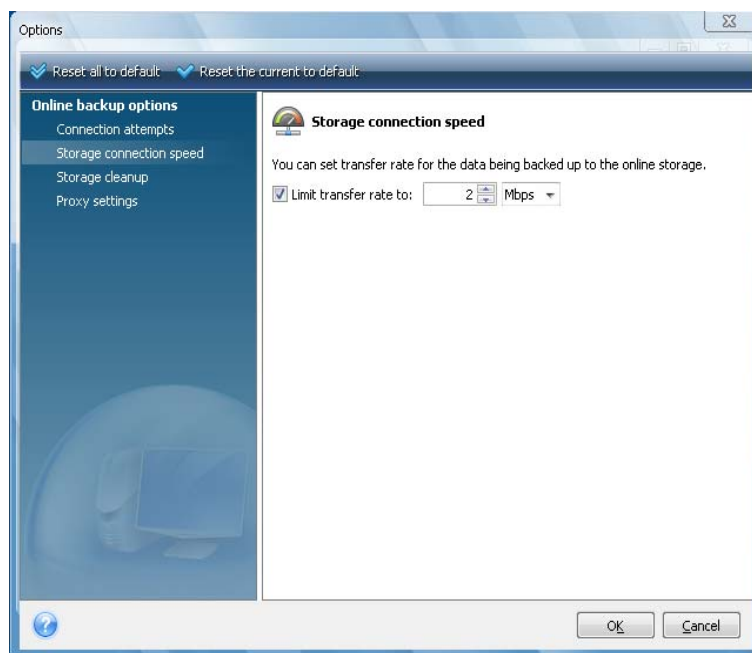 Options
Reset all to default
Reset the current to default
Online backup options
Connection attempts
Storage connection speed
Storage cleanup
Proxy settings
Storage connection speed
You can set transfer rate for the data being backed up to the online storage.
Limit transfer rate to: 2 Mbps
OK Cancel